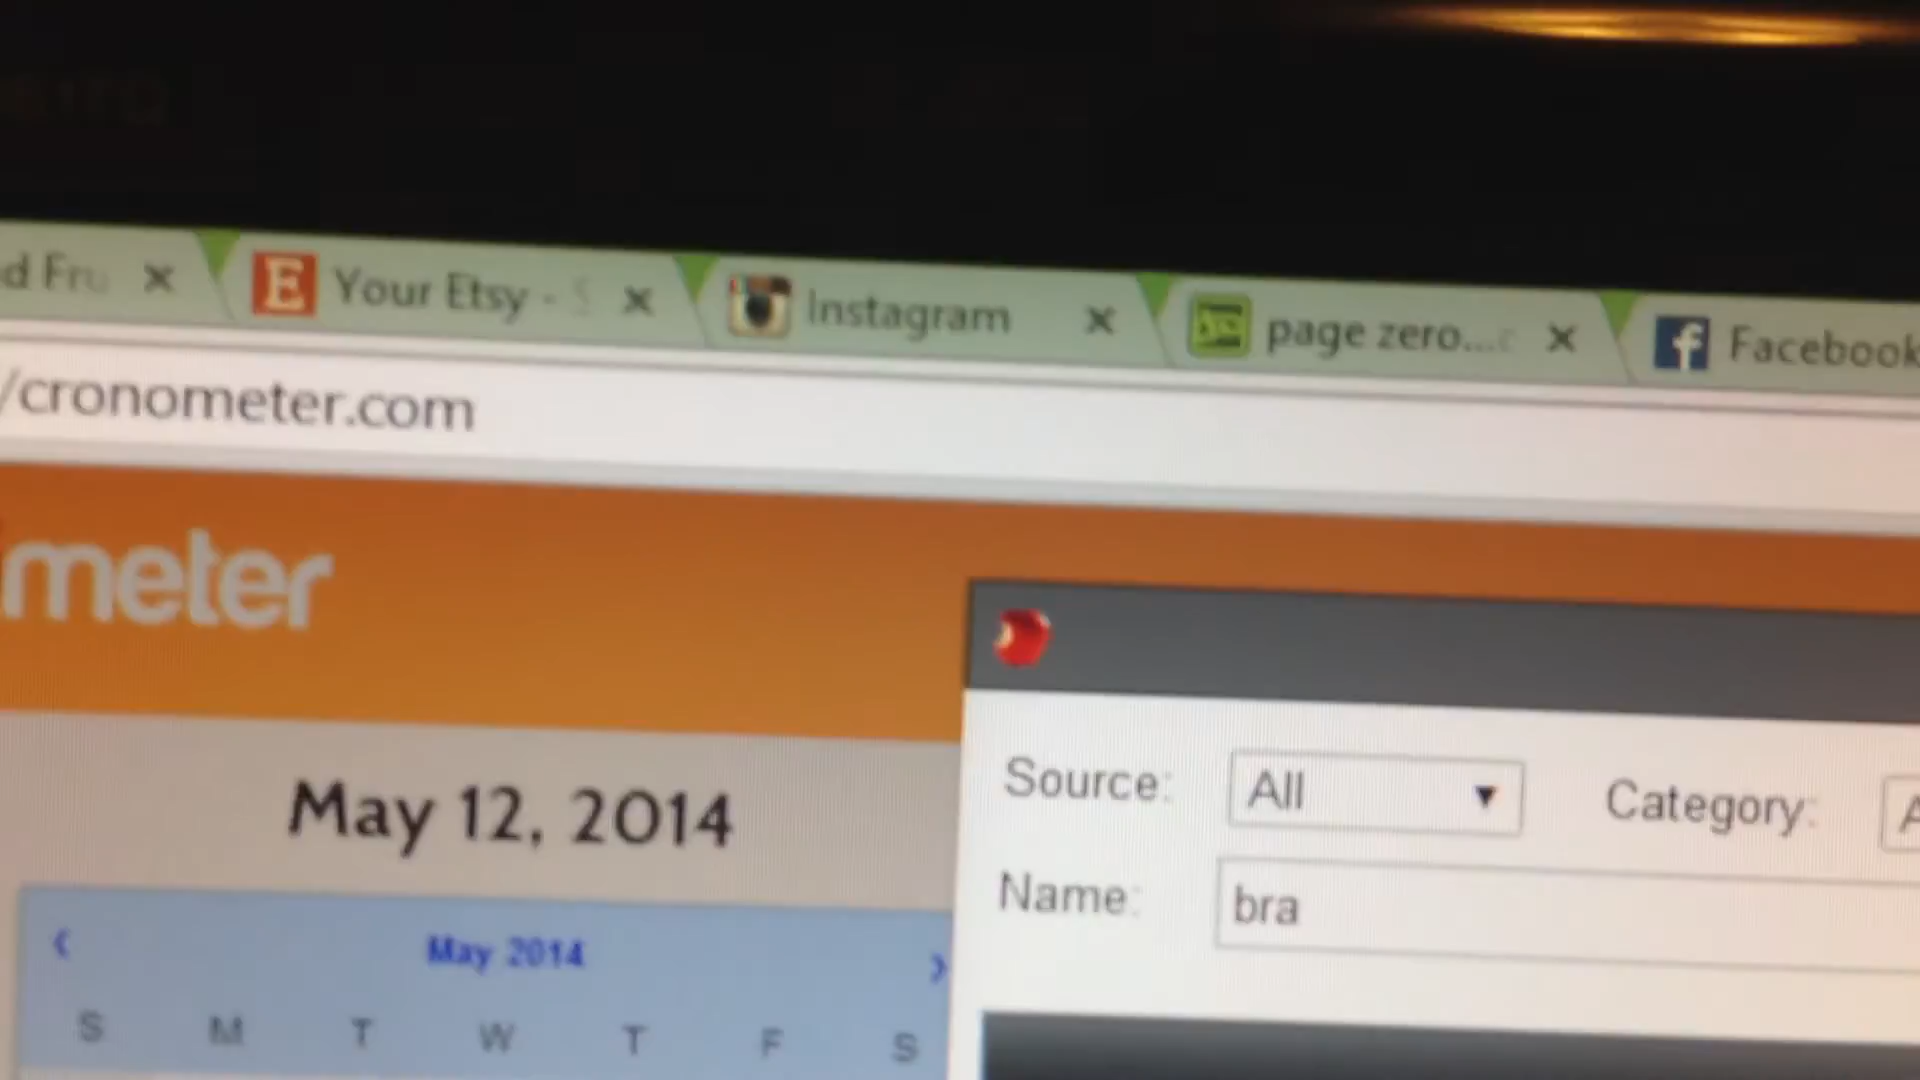 d Fru
E Your Etsy - S
Instagram
page zero...
f Facebook
/cronometer.com
meter
May 12, 2014
Source: All
Category: A
Name: bra
May 2014
S M T W T F S